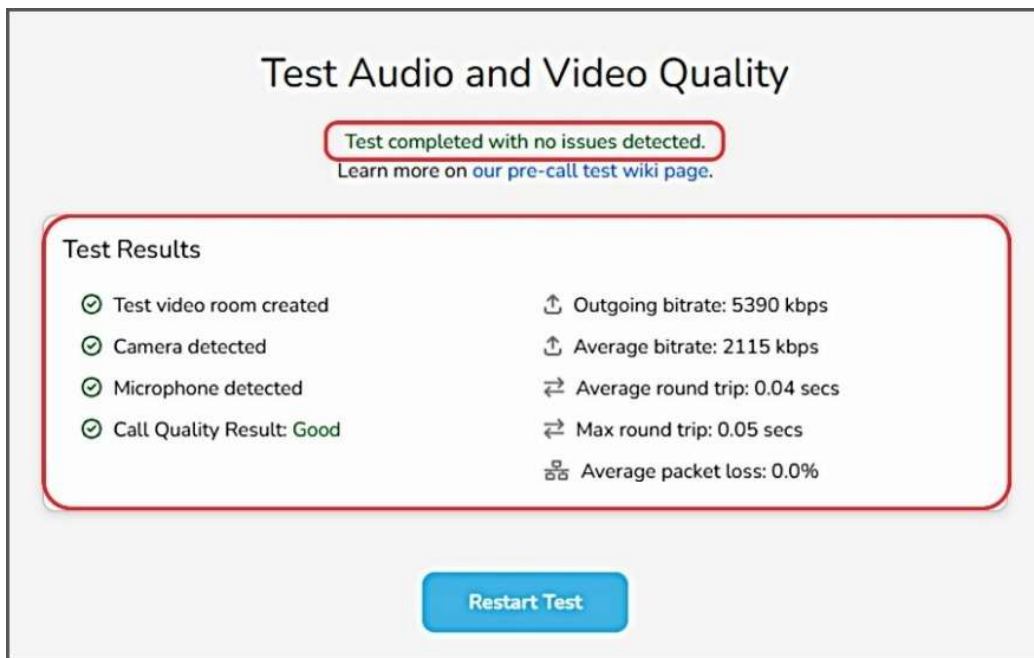 Test Audio and Video Quality
Test completed with no issues detected.
Learn more on our pre-call test wiki page.
Test Results
Test video room created
Camera detected
Microphone detected
Call Quality Result: Good
Outgoing bitrate: 5390 kbps
Average bitrate: 2115 kbps
Average round trip: 0.04 secs
Max round trip: 0.05 secs
Average packet loss: 0.0%
Restart Test